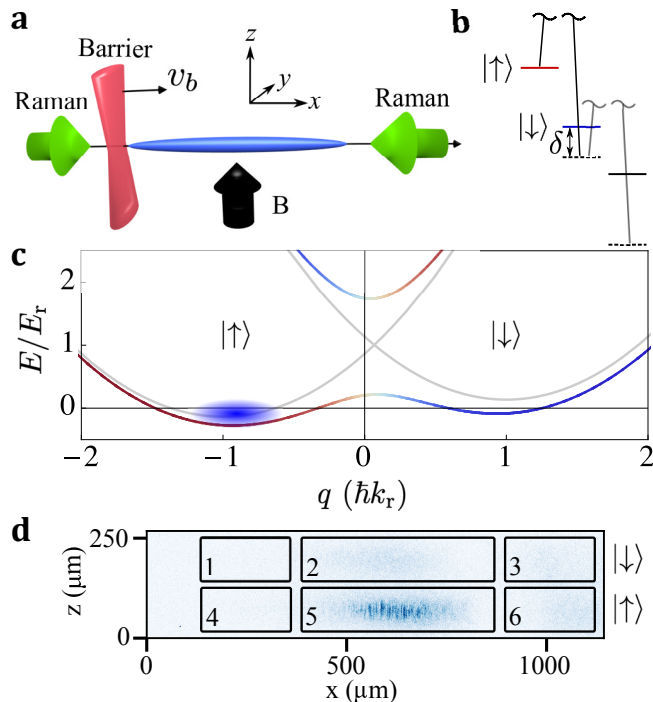 a
Barrier
v_b
z
y
x
Raman
Raman
B
b
|↑⟩
|↓⟩
δ
c
E/E_r
2
1
0
|↑⟩
|↓⟩
−2
−1
0
1
2
q (ħk_r)
d
z (μm)
250
0
1
2
3
|↓⟩
4
5
6
|↑⟩
0
500
1000
x (μm)